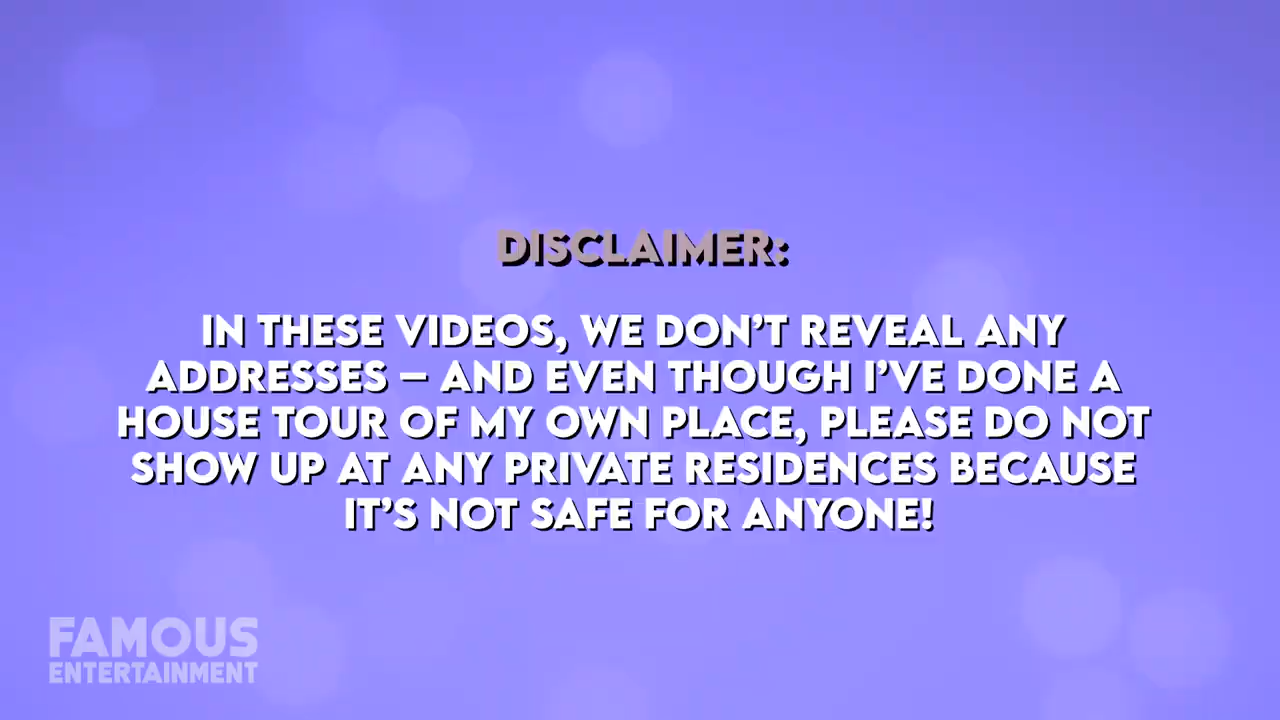 DISCLAIMER:
IN THESE VIDEOS, WE DON'T REVEAL ANY
ADDRESSES – AND EVEN THOUGH I'VE DONE A
HOUSE TOUR OF MY OWN PLACE, PLEASE DO NOT
SHOW UP AT ANY PRIVATE RESIDENCES BECAUSE
IT'S NOT SAFE FOR ANYONE!
FAMOUS
ENTERTAINMENT